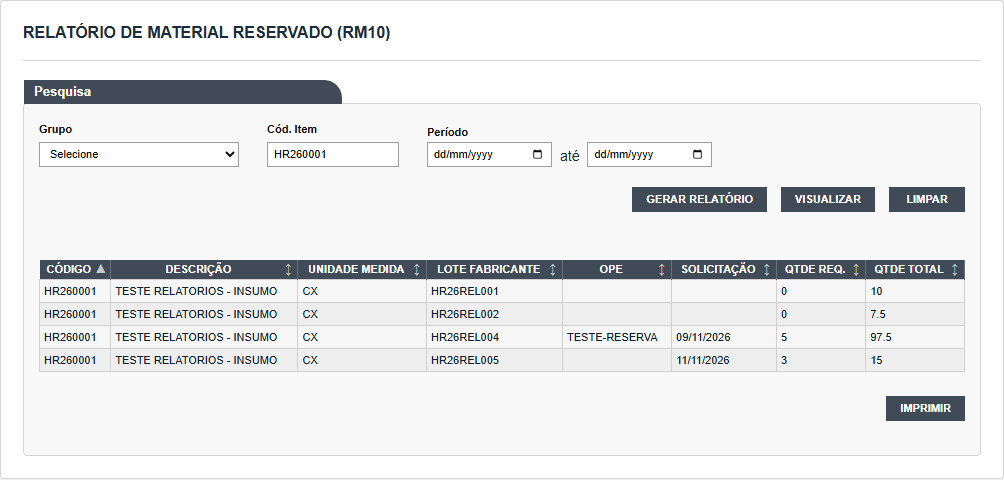 RELATÓRIO DE MATERIAL RESERVADO (RM10)
Pesquisa
Grupo Cód. Item Período
Selecione HR260001 dd/mm/yyyy até dd/mm/yyyy
GERAR RELATÓRIO VISUALIZAR LIMPAR
CÓDIGO DESCRIÇÃO UNIDADE MEDIDA LOTE FABRICANTE OPE SOLICITAÇÃO QTDE REQ. QTDE TOTAL
HR260001 TESTE RELATORIOS - INSUMO CX HR26REL001 0 10
HR260001 TESTE RELATORIOS - INSUMO CX HR26REL002 0 7.5
HR260001 TESTE RELATORIOS - INSUMO CX HR26REL004 TESTE-RESERVA 09/11/2026 5 97.5
HR260001 TESTE RELATORIOS - INSUMO CX HR26REL005 11/11/2026 3 15
IMPRIMIR